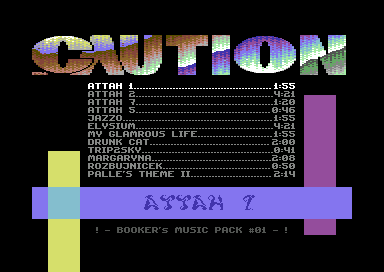 CAUTION
ATTAH 1.......................1:55
ATTAH 2.......................4:21
ATTAH 7.......................1:20
ATTAH 5.......................0:46
JAZZO.........................1:55
ELYSIUM.......................4:21
MY GLAMROUS LIFE..............1:55
DRUNK CAT.....................2:00
TRIP2SKY......................0:41
MARGARYNA.....................2:08
ROZBUJNICEK...................0:50
PALLE'S THEME II..............2:14
ATTAH 1
! - BOOKER'S MUSIC PACK #01 - !